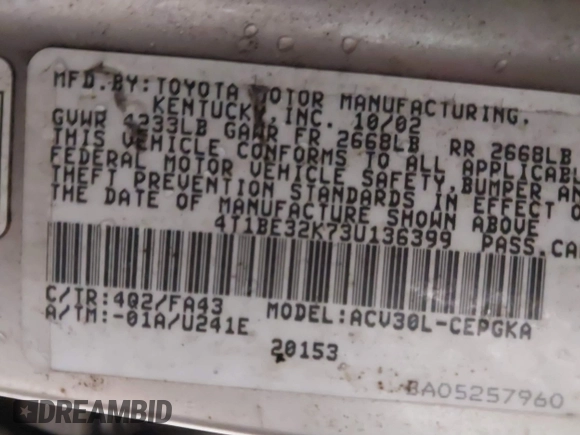 MFD.BY:TOYOTA MOTOR MANUFACTURING,
KENTUCKY,INC. 10/02
GVWR 4233LB GAWR FR 2668LB RR 2668LB
THIS VEHICLE CONFORMS TO ALL APPLICABL
FEDERAL MOTOR VEHICLE SAFETY,BUMPER AN
THEFT PREVENTION STANDARDS IN EFFECT O
THE DATE OF MANUFACTURE SHOWN ABOVE
4T1BE32K73U136399 PASS.CA
C/TR:4Q2/FA43 MODEL:ACV30L-CEPGKA
A/TM:-01A/U241E
20153
BA05257960
DREAMBID